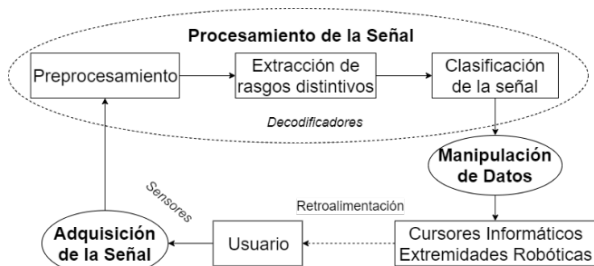 Procesamiento de la Señal
Preprocesamiento
Extracción de
rasgos distintivos
Clasificación
de la señal
Decodificadores
Manipulación
de Datos
Sensores
Retroalimentación
Adquisición
de la Señal
Usuario
Cursores Informáticos
Extremidades Robóticas